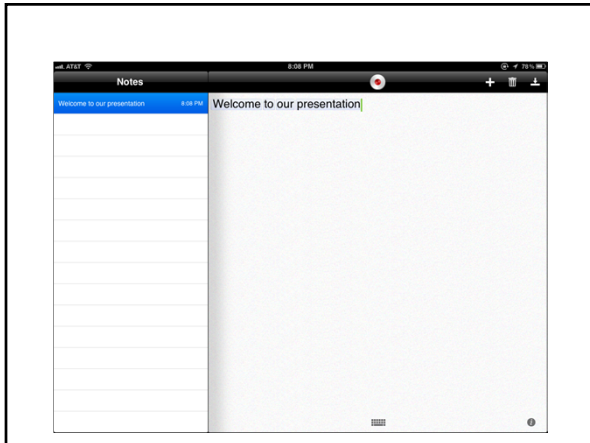 AT&T 8:08 PM 78%
Notes
Welcome to our presentation 8:08 PM
Welcome to our presentation